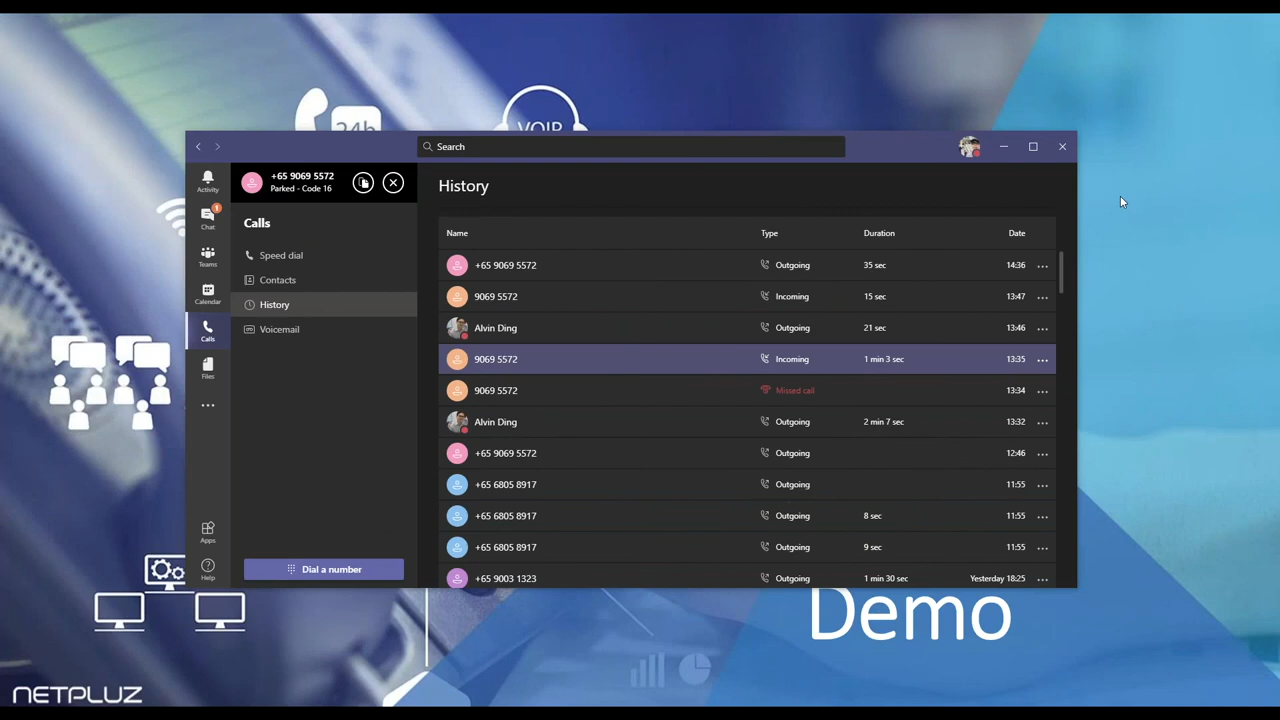 24h
VOIP
Search
Activity
+65 9069 5572
Parked - Code 16
History
1
Chat
Calls
Name Type Duration Date
Teams
Speed dial
+65 9069 5572 Outgoing 35 sec 14:36
Contacts
Calendar
9069 5572 Incoming 15 sec 13:47
History
Calls
Voicemail
Alvin Ding Outgoing 21 sec 13:46
9069 5572 Incoming 1 min 3 sec 13:35
Files
9069 5572 Missed call 13:34
Alvin Ding Outgoing 2 min 7 sec 13:32
+65 9069 5572 Outgoing 12:46
+65 6805 8917 Outgoing 11:55
+65 6805 8917 Outgoing 8 sec 11:55
Apps
+65 6805 8917 Outgoing 9 sec 11:55
Help
Dial a number
+65 9003 1323 Outgoing 1 min 30 sec Yesterday 18:25
Demo
NETPLUZ